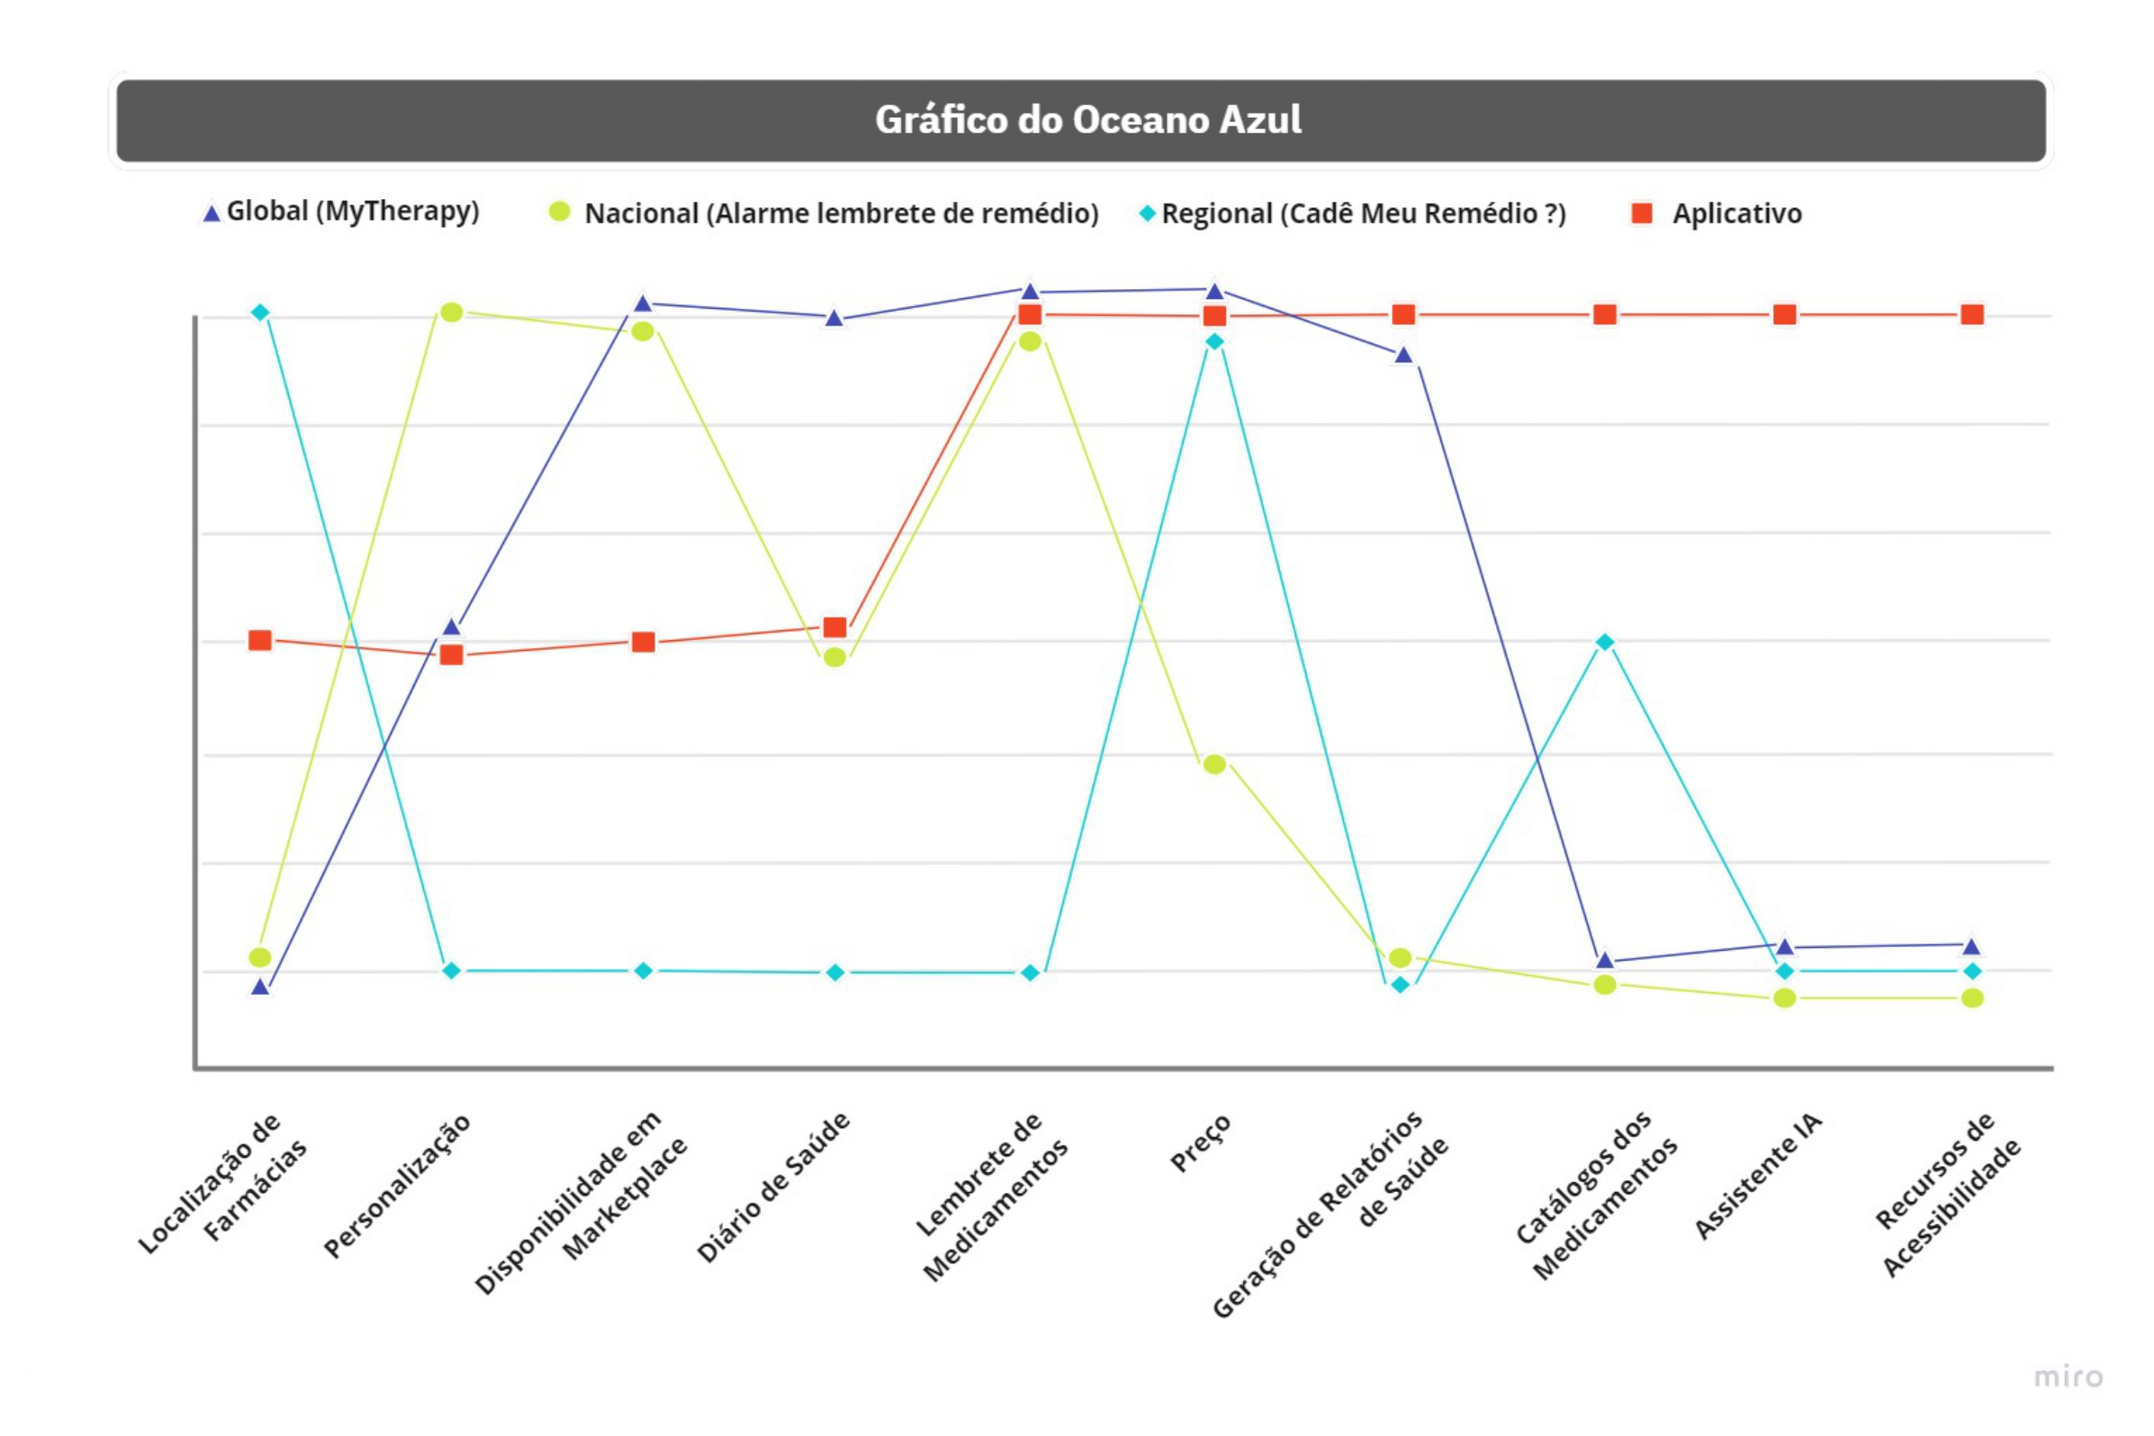 Gráfico do Oceano Azul
Global (MyTherapy)
Nacional (Alarme lembrete de remédio)
Regional (Cadê Meu Remédio ?)
Aplicativo
Localização de
Farmácias
Personalização
Disponibilidade em
Marketplace
Diário de Saúde
Lembrete de
Medicamentos
Preço
Geração de Relatórios
de Saúde
Catálogos dos
Medicamentos
Assistente IA
Recursos de
Acessibilidade
miro